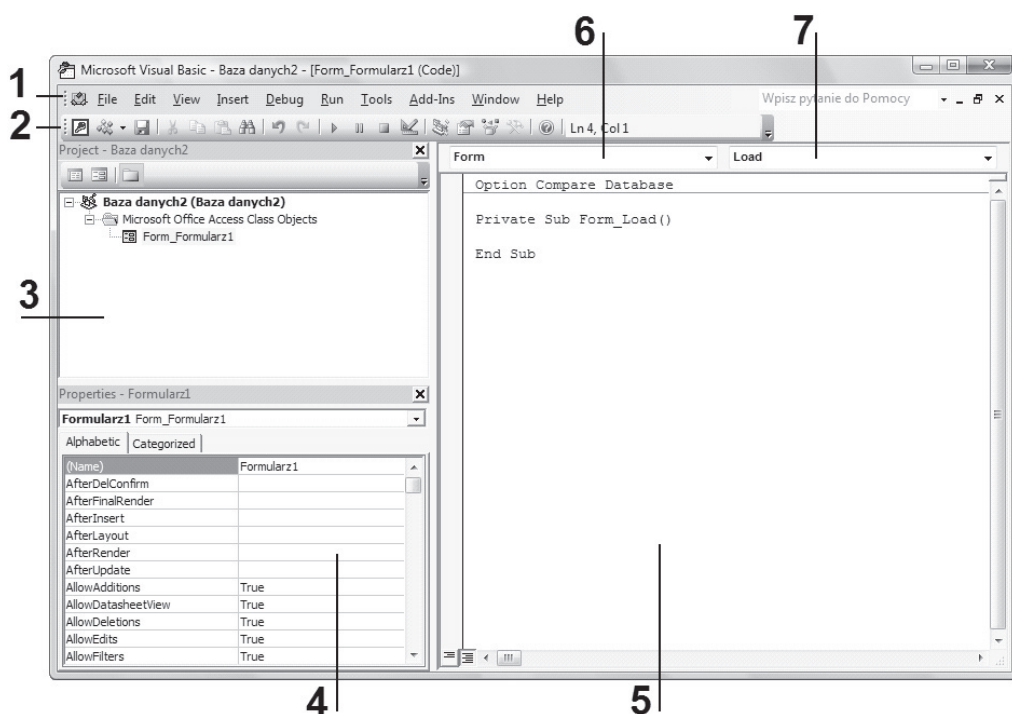 6 7
Microsoft Visual Basic - Baza danych2 - [Form_Formularz1 (Code)]
1
File Edit View Insert Debug Run Tools Add-Ins Window Help Wpisz pytanie do Pomocy
2
Ln 4, Col 1
Project - Baza danych2
Form Load
Baza danych2 (Baza danych2)
Microsoft Office Access Class Objects
Form_Formularz1
Option Compare Database
Private Sub Form_Load()
End Sub
3
Properties - Formularz1
Formularz1 Form_Formularz1
Alphabetic Categorized
(Name) Formularz1
AfterDelConfirm
AfterFinalRender
AfterInsert
AfterLayout
AfterRender
AfterUpdate
AllowAdditions True
AllowDatasheetView True
AllowDeletions True
AllowEdits True
AllowFilters True
4 5